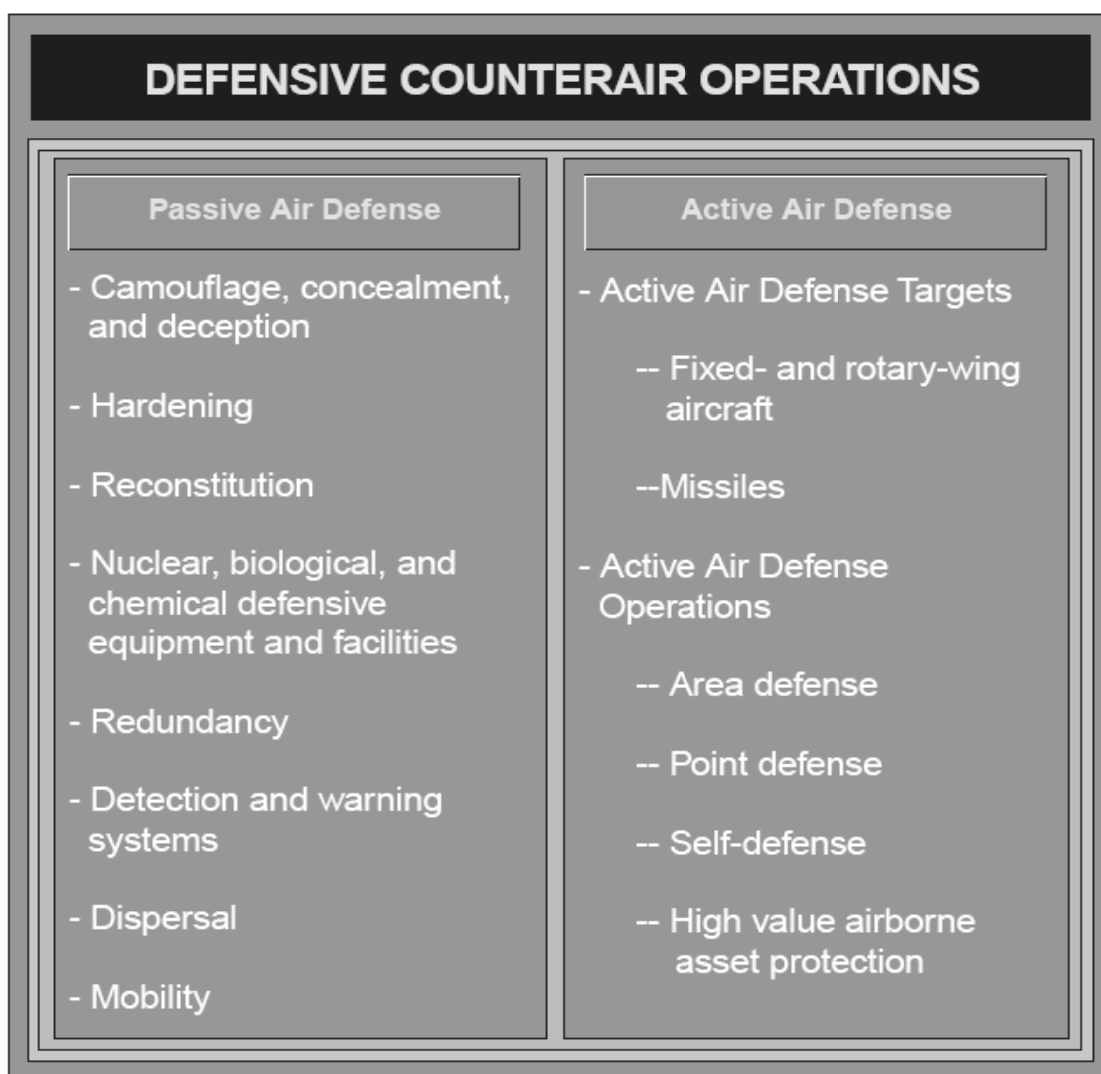 DEFENSIVE COUNTERAIR OPERATIONS
Passive Air Defense
- Camouflage, concealment,
and deception
- Hardening
- Reconstitution
- Nuclear, biological, and
chemical defensive
equipment and facilities
- Redundancy
- Detection and warning
systems
- Dispersal
- Mobility
Active Air Defense
- Active Air Defense Targets
-- Fixed- and rotary-wing
aircraft
--Missiles
- Active Air Defense
Operations
-- Area defense
-- Point defense
-- Self-defense
-- High value airborne
asset protection